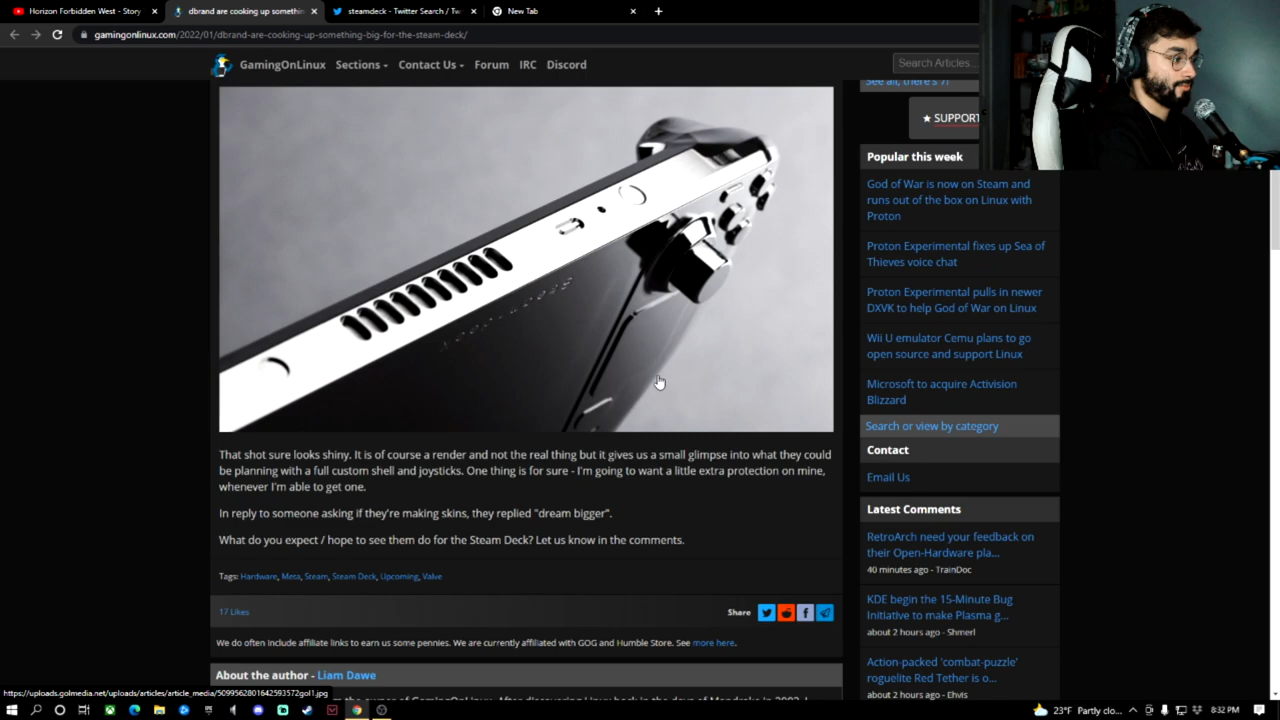 Horizon Forbidden West - Story
dbrand are cooking up somethin
steamdeck - Twitter Search / Tw
New Tab
gamingonlinux.com/2022/01/dbrand-are-cooking-up-something-big-for-the-steam-deck/
GamingOnLinux
Sections
Contact Us
Forum
IRC
Discord
Search Articles...
See all, there's 7!
SUPPORT
Popular this week
God of War is now on Steam and
runs out of the box on Linux with
Proton
Proton Experimental fixes up Sea of
Thieves voice chat
Proton Experimental pulls in newer
DXVK to help God of War on Linux
Wii U emulator Cemu plans to go
open source and support Linux
Microsoft to acquire Activision
Blizzard
Search or view by category
Contact
Email Us
Latest Comments
RetroArch need your feedback on
their Open-Hardware pla...
40 minutes ago - TrainDoc
KDE begin the 15-Minute Bug
Initiative to make Plasma g...
about 2 hours ago - Shmerl
Action-packed 'combat-puzzle'
roguelite Red Tether is o...
about 2 hours ago - Ehvis
That shot sure looks shiny. It is of course a render and not the real thing but it gives us a small glimpse into what they could
be planning with a full custom shell and joysticks. One thing is for sure - I'm going to want a little extra protection on mine,
whenever I'm able to get one.
In reply to someone asking if they're making skins, they replied "dream bigger".
What do you expect / hope to see them do for the Steam Deck? Let us know in the comments.
Tags: Hardware, Meta, Steam, Steam Deck, Upcoming, Valve
17 Likes
Share
We do often include affiliate links to earn us some pennies. We are currently affiliated with GOG and Humble Store. See more here.
About the author - Liam Dawe
https://uploads.golmedia.net/uploads/articles/article_media/5099562801642593572gol1.jpg
23°F Partly clo...
8:32 PM